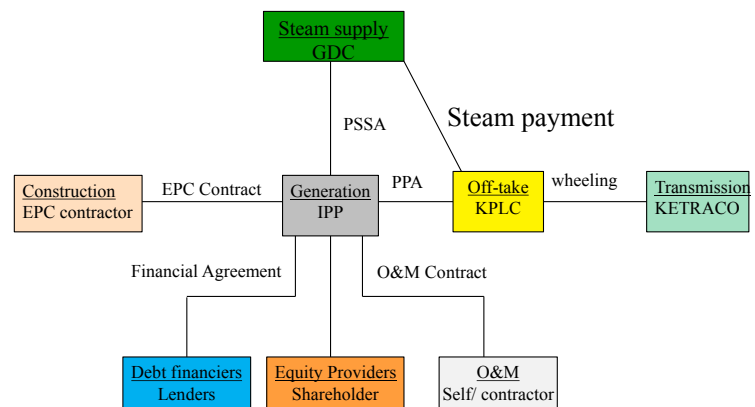 Steam supply
GDC
PSSA
Steam payment
Construction
EPC contractor
EPC Contract
Generation
IPP
PPA
Off-take
KPLC
wheeling
Transmission
KETRACO
Financial Agreement
O&M Contract
Debt financiers
Lenders
Equity Providers
Shareholder
O&M
Self/ contractor